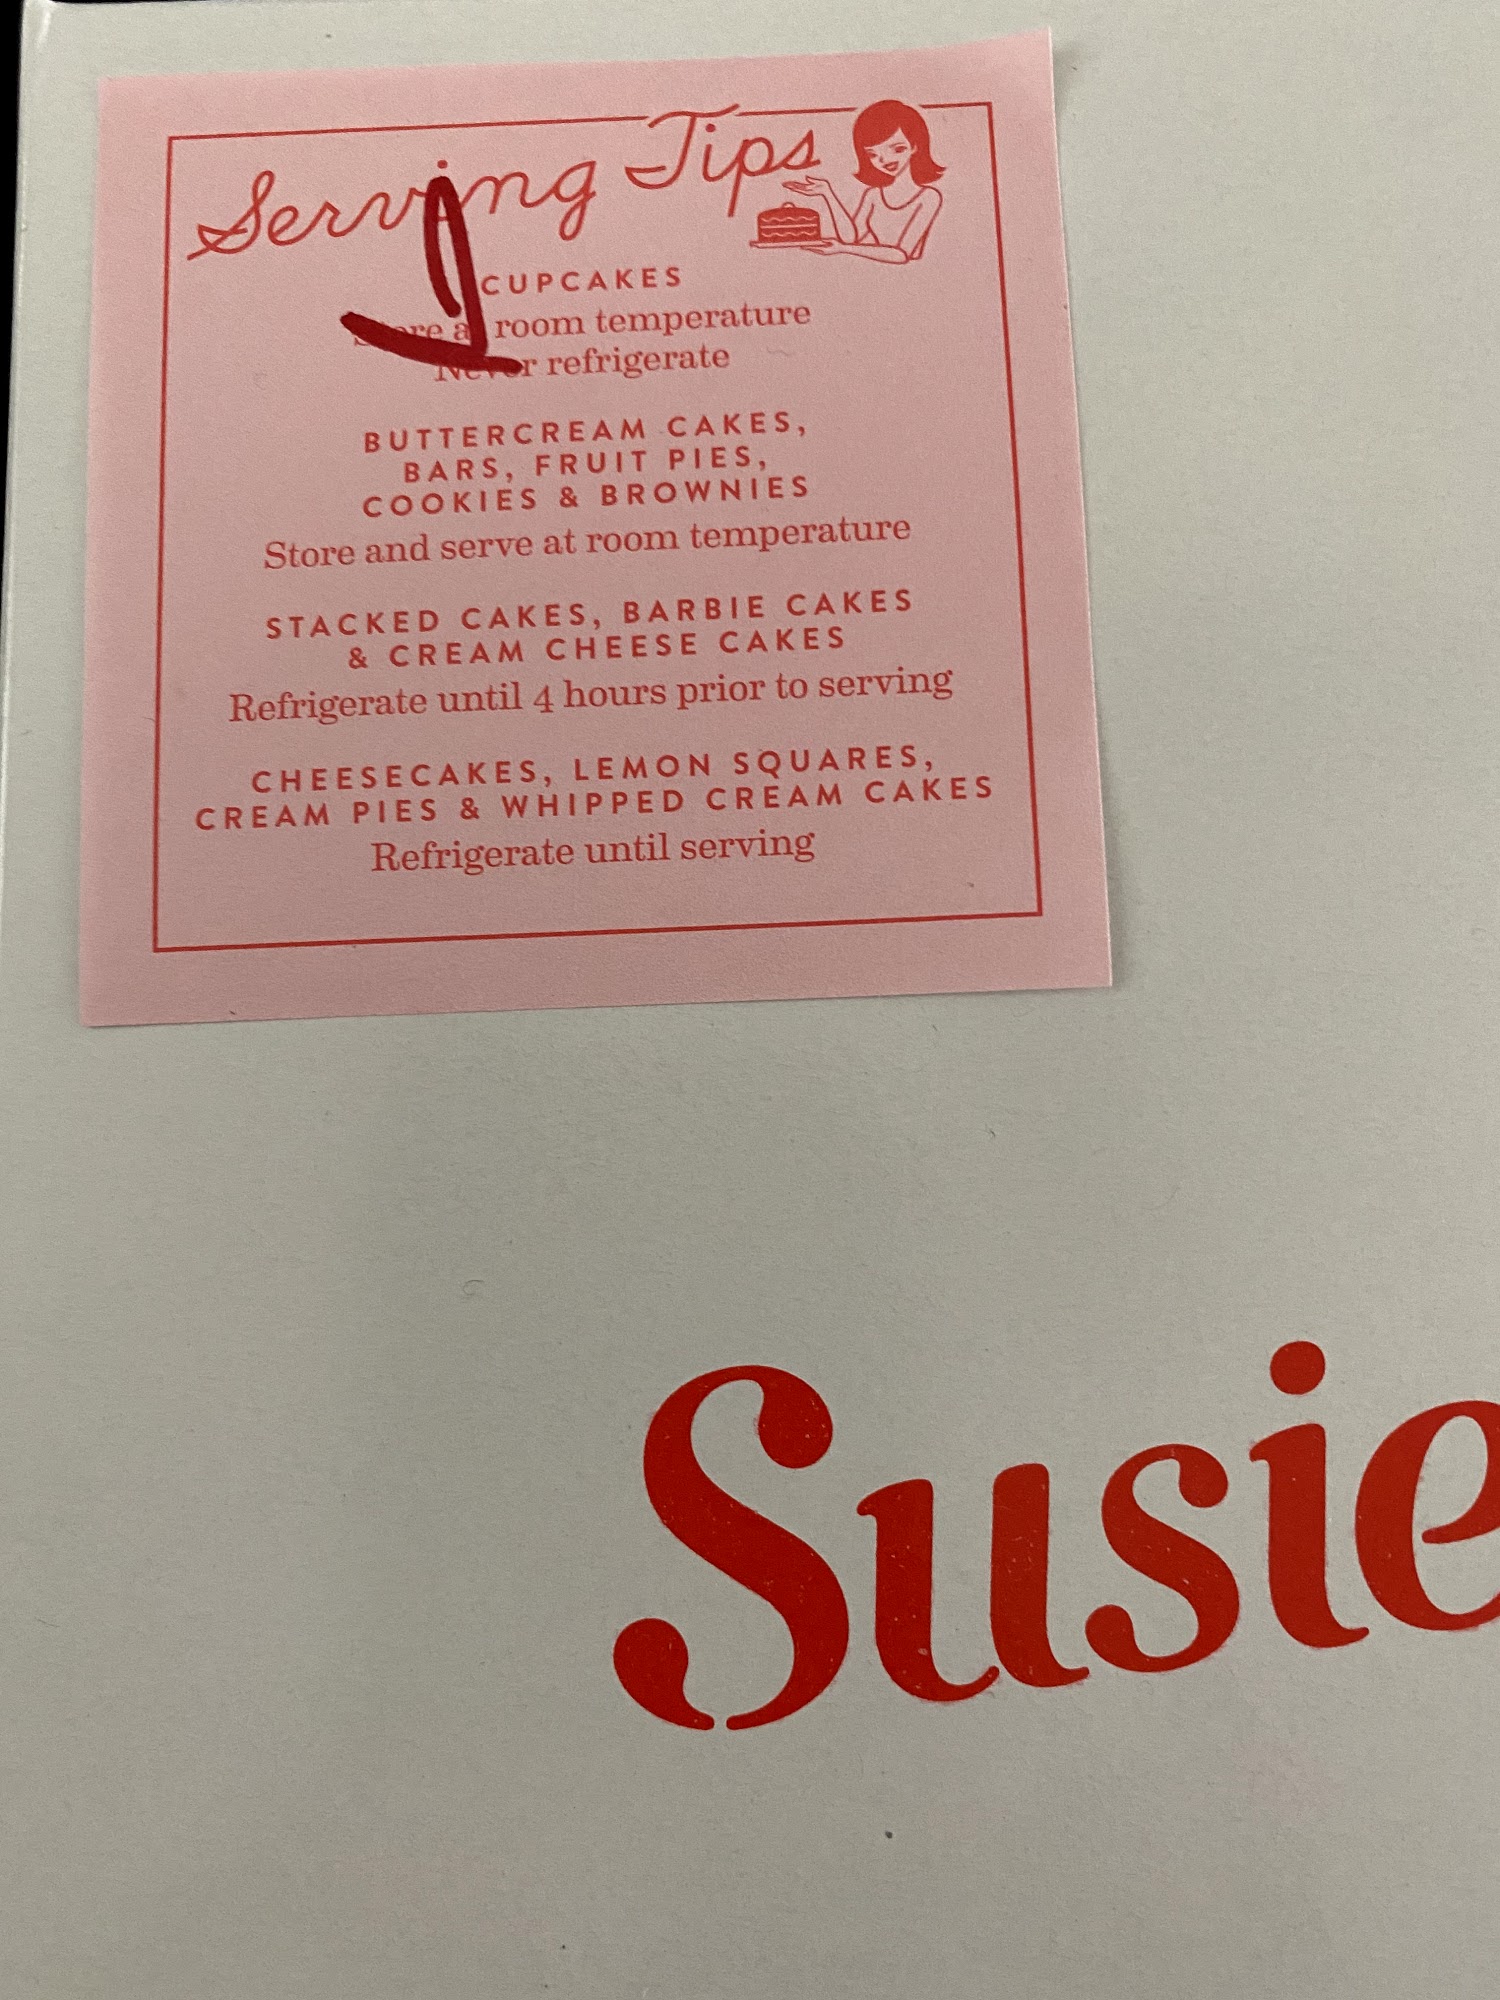 Serving Tips
CUPCAKES
room temperature
Never refrigerate
BUTTERCREAM CAKES,
BARS, FRUIT PIES,
COOKIES & BROWNIES
Store and serve at room temperature
STACKED CAKES, BARBIE CAKES
& CREAM CHEESE CAKES
Refrigerate until 4 hours prior to serving
CHEESECAKES, LEMON SQUARES,
CREAM PIES & WHIPPED CREAM CAKES
Refrigerate until serving
Susie